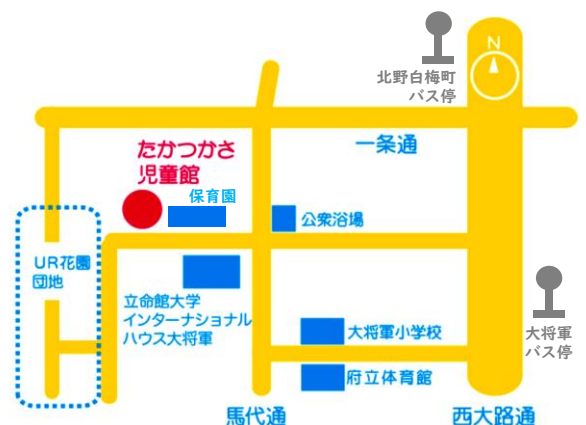 N
北野白梅町
バス停
一条通
たかつかさ
児童館
保育園
公衆浴場
UR花園
団地
立命館大学
インターナショナル
ハウス大将軍
大将軍小学校
大将軍
バス停
府立体育館
馬代通
西大路通